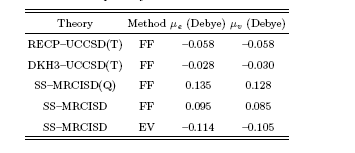 Theory Method μe (Debye) μv (Debye)
RECP–UCCSD(T) FF –0.058 –0.058
DKH3–UCCSD(T) FF –0.028 –0.030
SS–MRCISD(Q) FF 0.135 0.128
SS–MRCISD FF 0.095 0.085
SS–MRCISD EV –0.114 –0.105